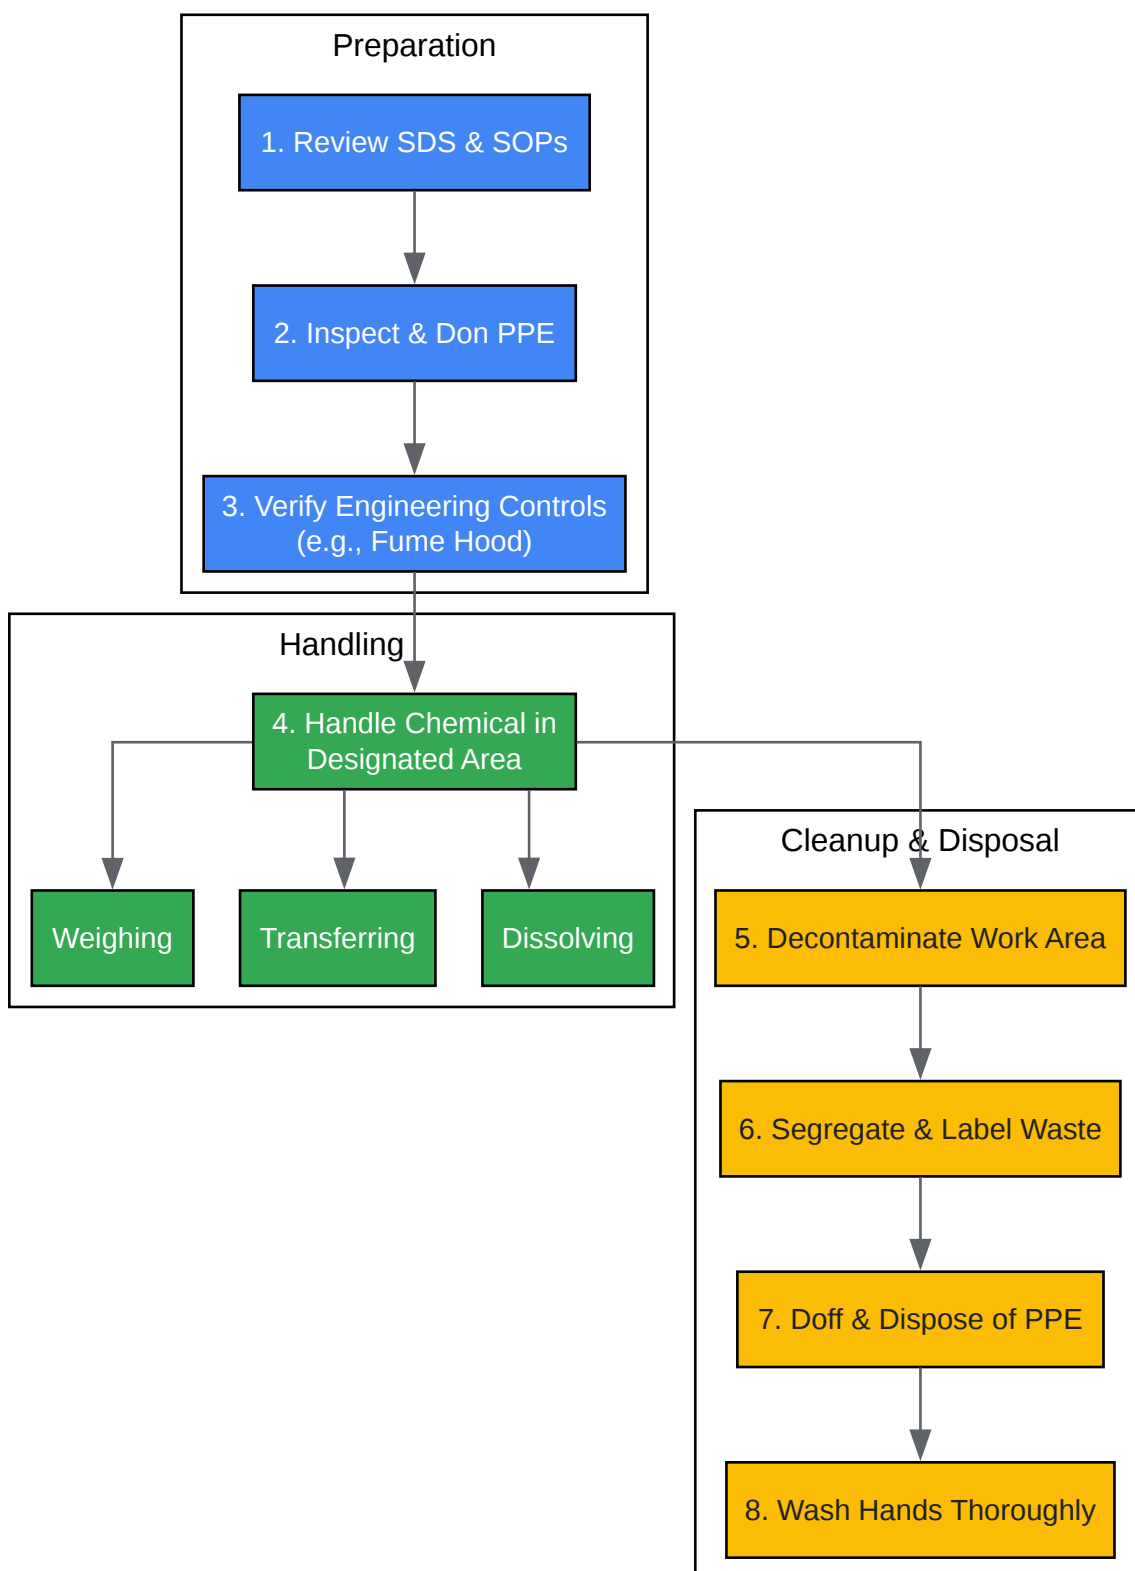 Preparation
1. Review SDS & SOPs
2. Inspect & Don PPE
3. Verify Engineering Controls
(e.g., Fume Hood)
Handling
4. Handle Chemical in
Designated Area
Weighing
Transferring
Dissolving
Cleanup & Disposal
5. Decontaminate Work Area
6. Segregate & Label Waste
7. Doff & Dispose of PPE
8. Wash Hands Thoroughly